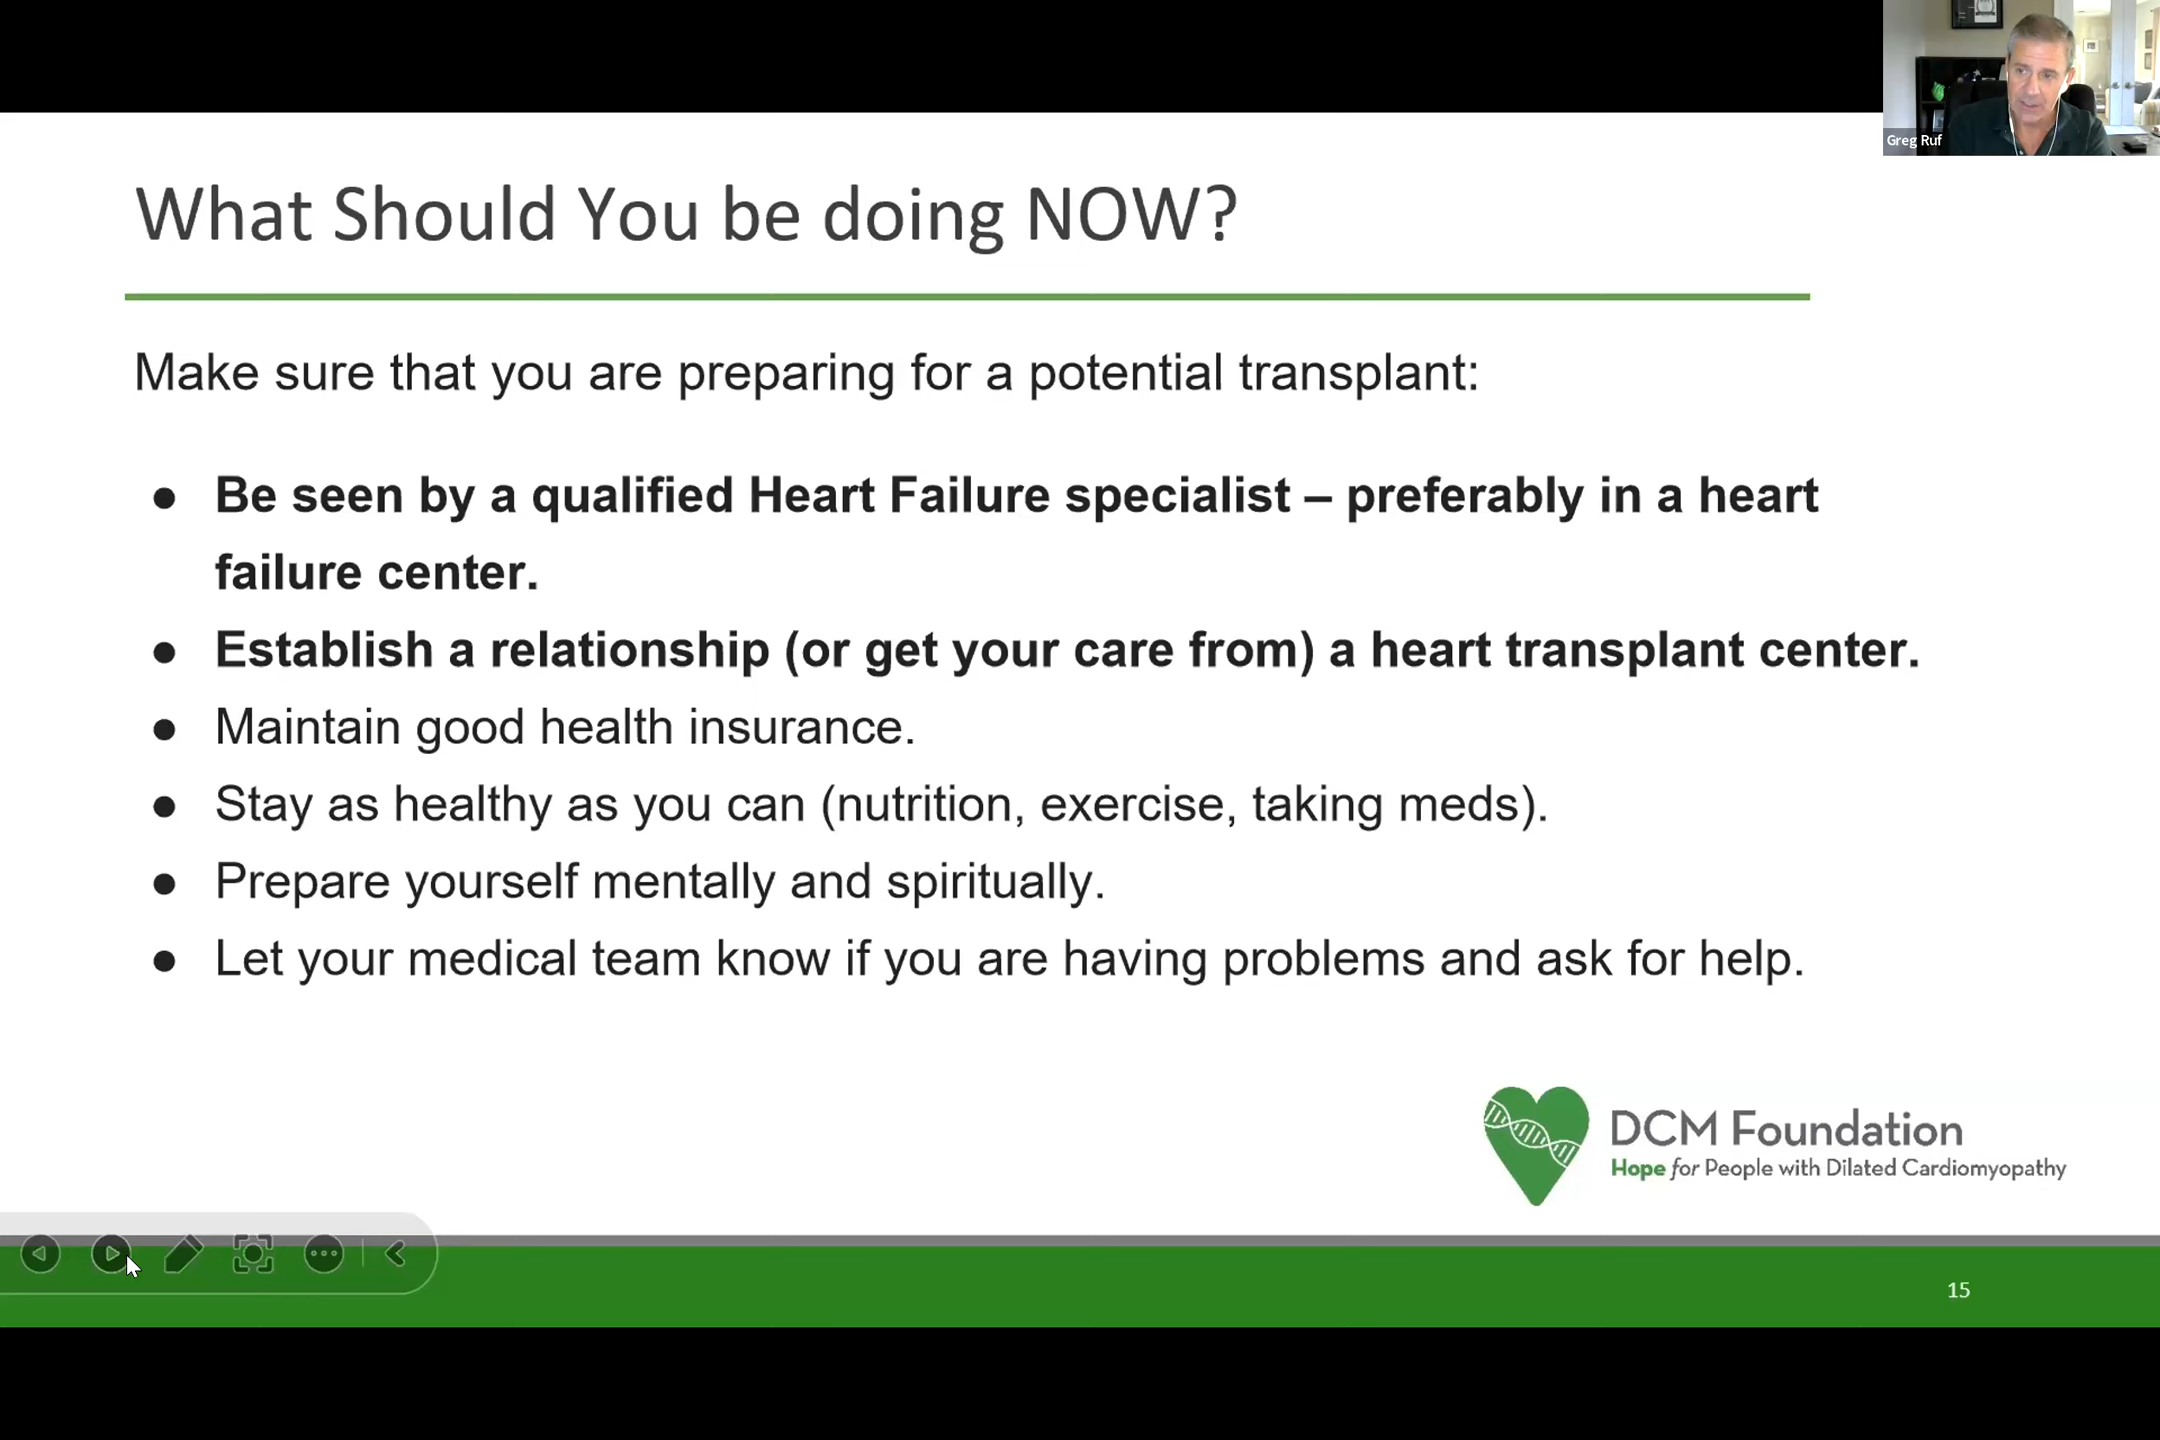 Greg Ruf
What Should You be doing NOW?
Make sure that you are preparing for a potential transplant:
● Be seen by a qualified Heart Failure specialist – preferably in a heart
failure center.
● Establish a relationship (or get your care from) a heart transplant center.
● Maintain good health insurance.
● Stay as healthy as you can (nutrition, exercise, taking meds).
● Prepare yourself mentally and spiritually.
● Let your medical team know if you are having problems and ask for help.
DCM Foundation
Hope for People with Dilated Cardiomyopathy
15